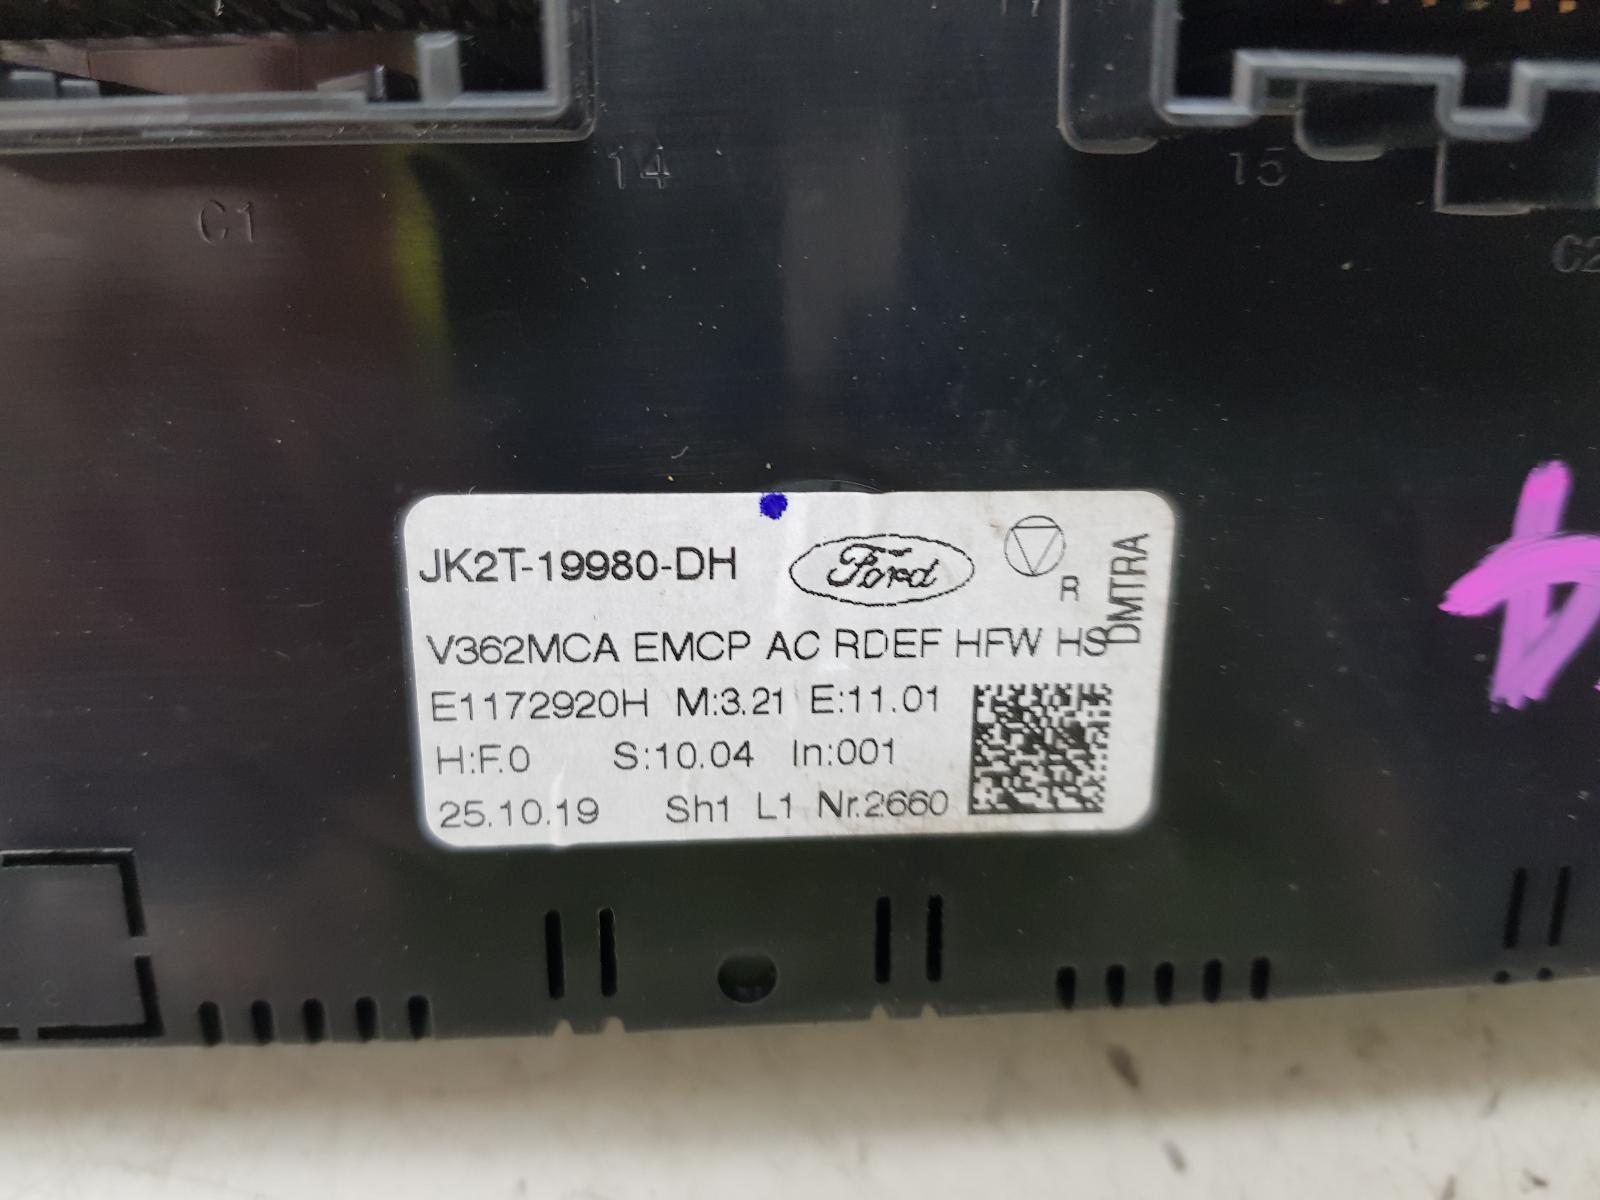 14
15
C1
C2
JK2T-19980-DH
Ford
R
DMTRA
V362MCA EMCP AC RDEF HFW HS
E1172920H M:3.21 E:11.01
H:F.0 S:10.04 In:001
25.10.19 Sh1 L1 Nr.2660